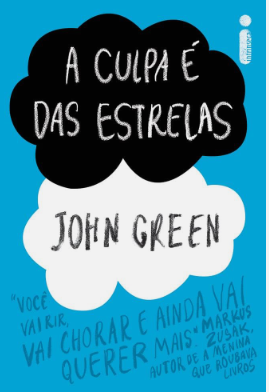 intrínseca
A CULPA É
DAS ESTRELAS
JOHN GREEN
"VOCÊ
VAI RIR,
VAI CHORAR E AINDA VAI
QUERER MAIS."
MARKUS
ZUSAK,
AUTOR DE A MENINA
QUE ROUBAVA
LIVROS